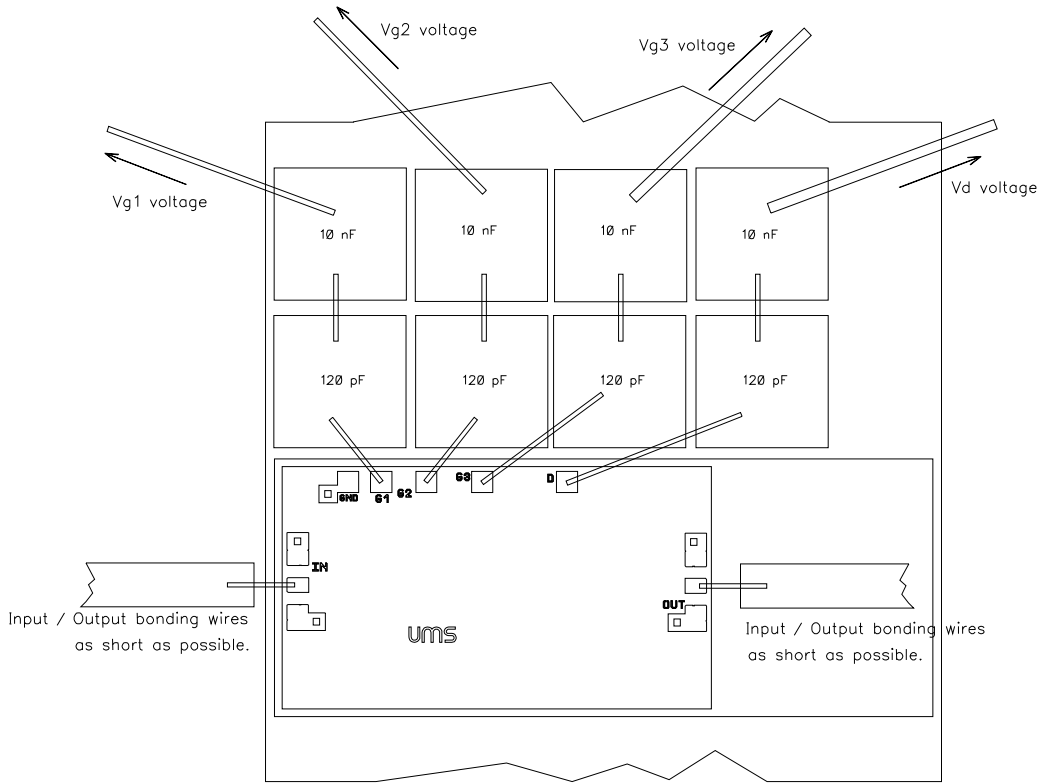 Vg2 voltage
Vg3 voltage
Vg1 voltage
Vd voltage
10 nF
10 nF
10 nF
10 nF
120 pF
120 pF
120 pF
120 pF
GND
G1
G2
G3
D
IN
OUT
Input / Output bonding wires
as short as possible.
Input / Output bonding wires
as short as possible.
ums